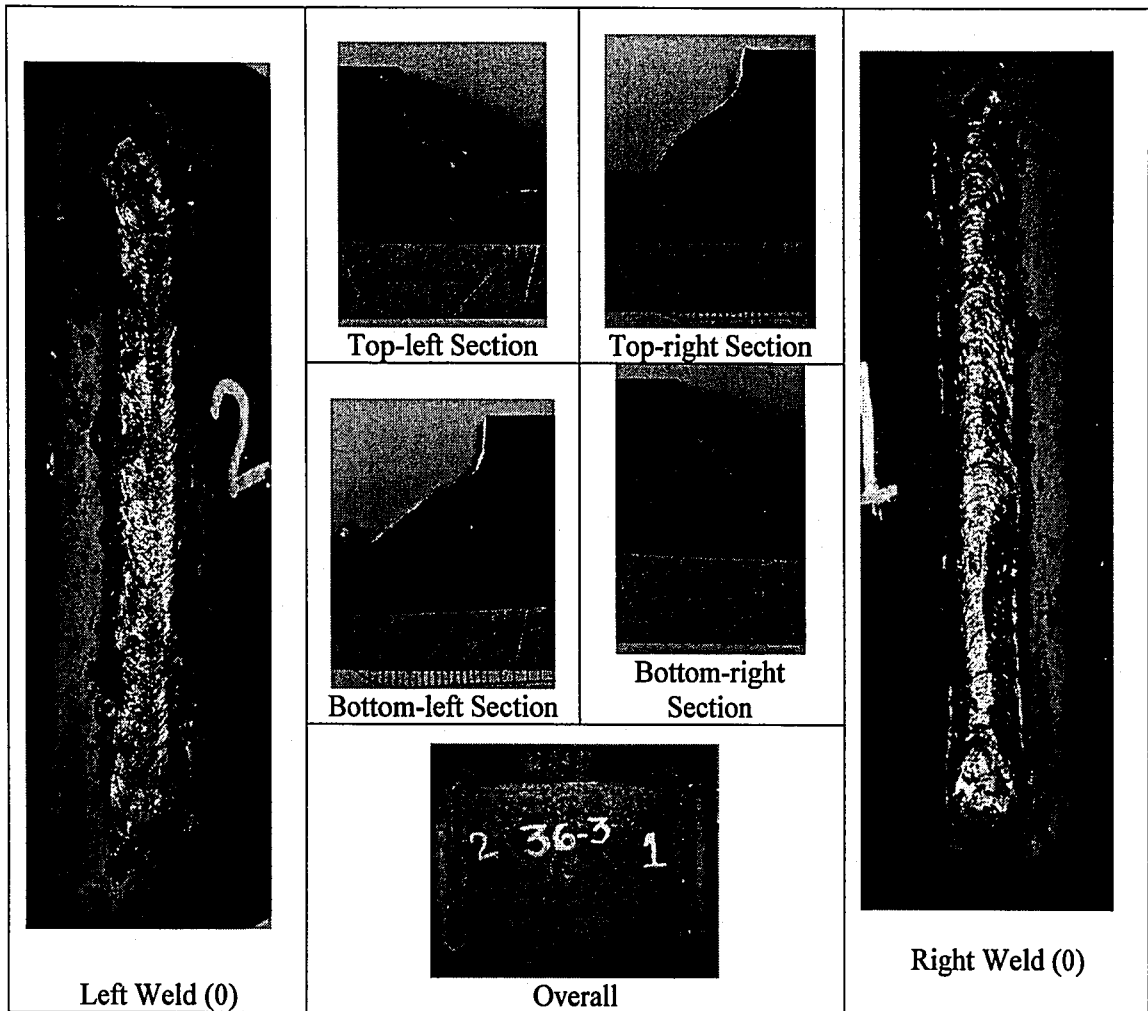 2
Left Weld (0)
Top-left Section
Top-right Section
Bottom-left Section
Bottom-right
Section
2 36-3 1
Overall
1
Right Weld (0)